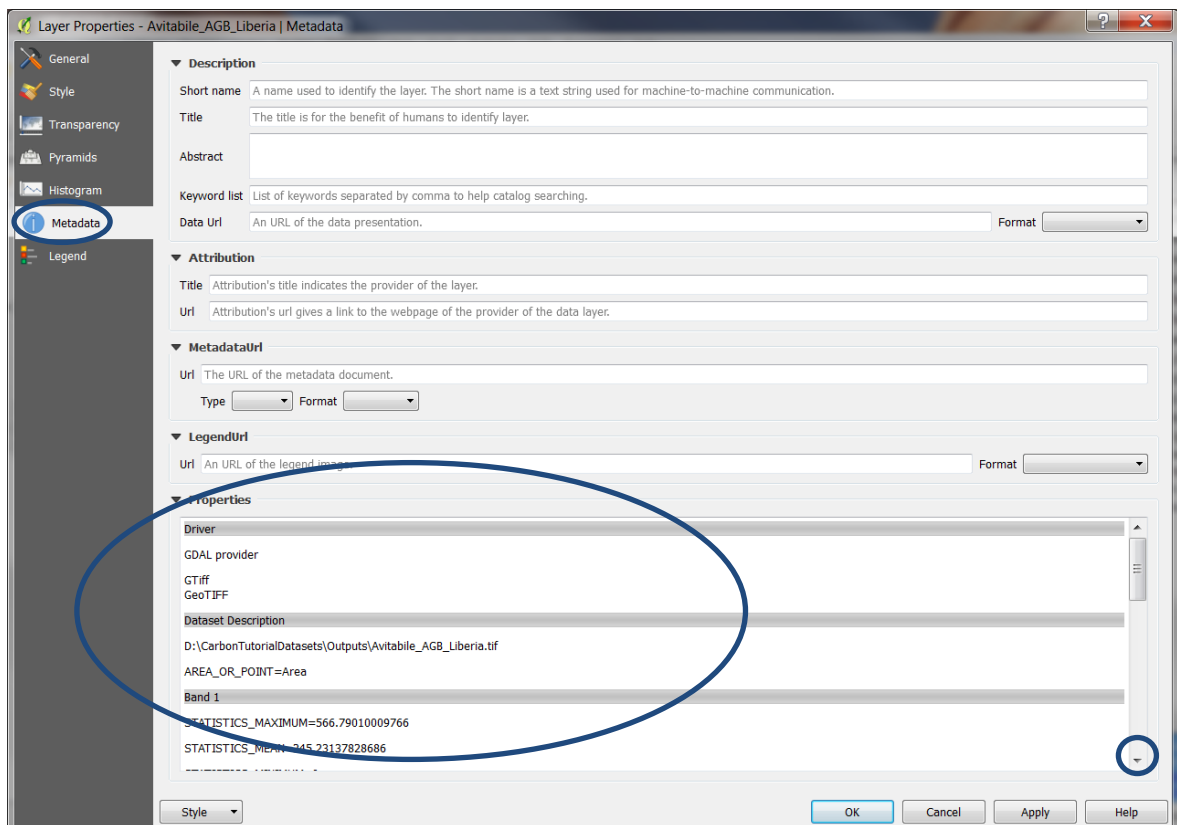 Layer Properties - Avitabile_AGB_Liberia | Metadata
General
Style
Transparency
Pyramids
Histogram
Metadata
Legend
Description
Short name A name used to identify the layer. The short name is a text string used for machine-to-machine communication.
Title The title is for the benefit of humans to identify layer.
Abstract
Keyword list List of keywords separated by comma to help catalog searching.
Data Url An URL of the data presentation. Format
Attribution
Title Attribution's title indicates the provider of the layer.
Url Attribution's url gives a link to the webpage of the provider of the data layer.
MetadataUrl
Url The URL of the metadata document.
Type Format
LegendUrl
Url An URL of the legend image. Format
Properties
Driver
GDAL provider
GTiff
GeoTIFF
Dataset Description
D:\CarbonTutorialDatasets\Outputs\Avitabile_AGB_Liberia.tif
AREA_OR_POINT=Area
Band 1
STATISTICS_MAXIMUM=566.79010009766
STATISTICS_MEAN=245.23137828686
Style OK Cancel Apply Help